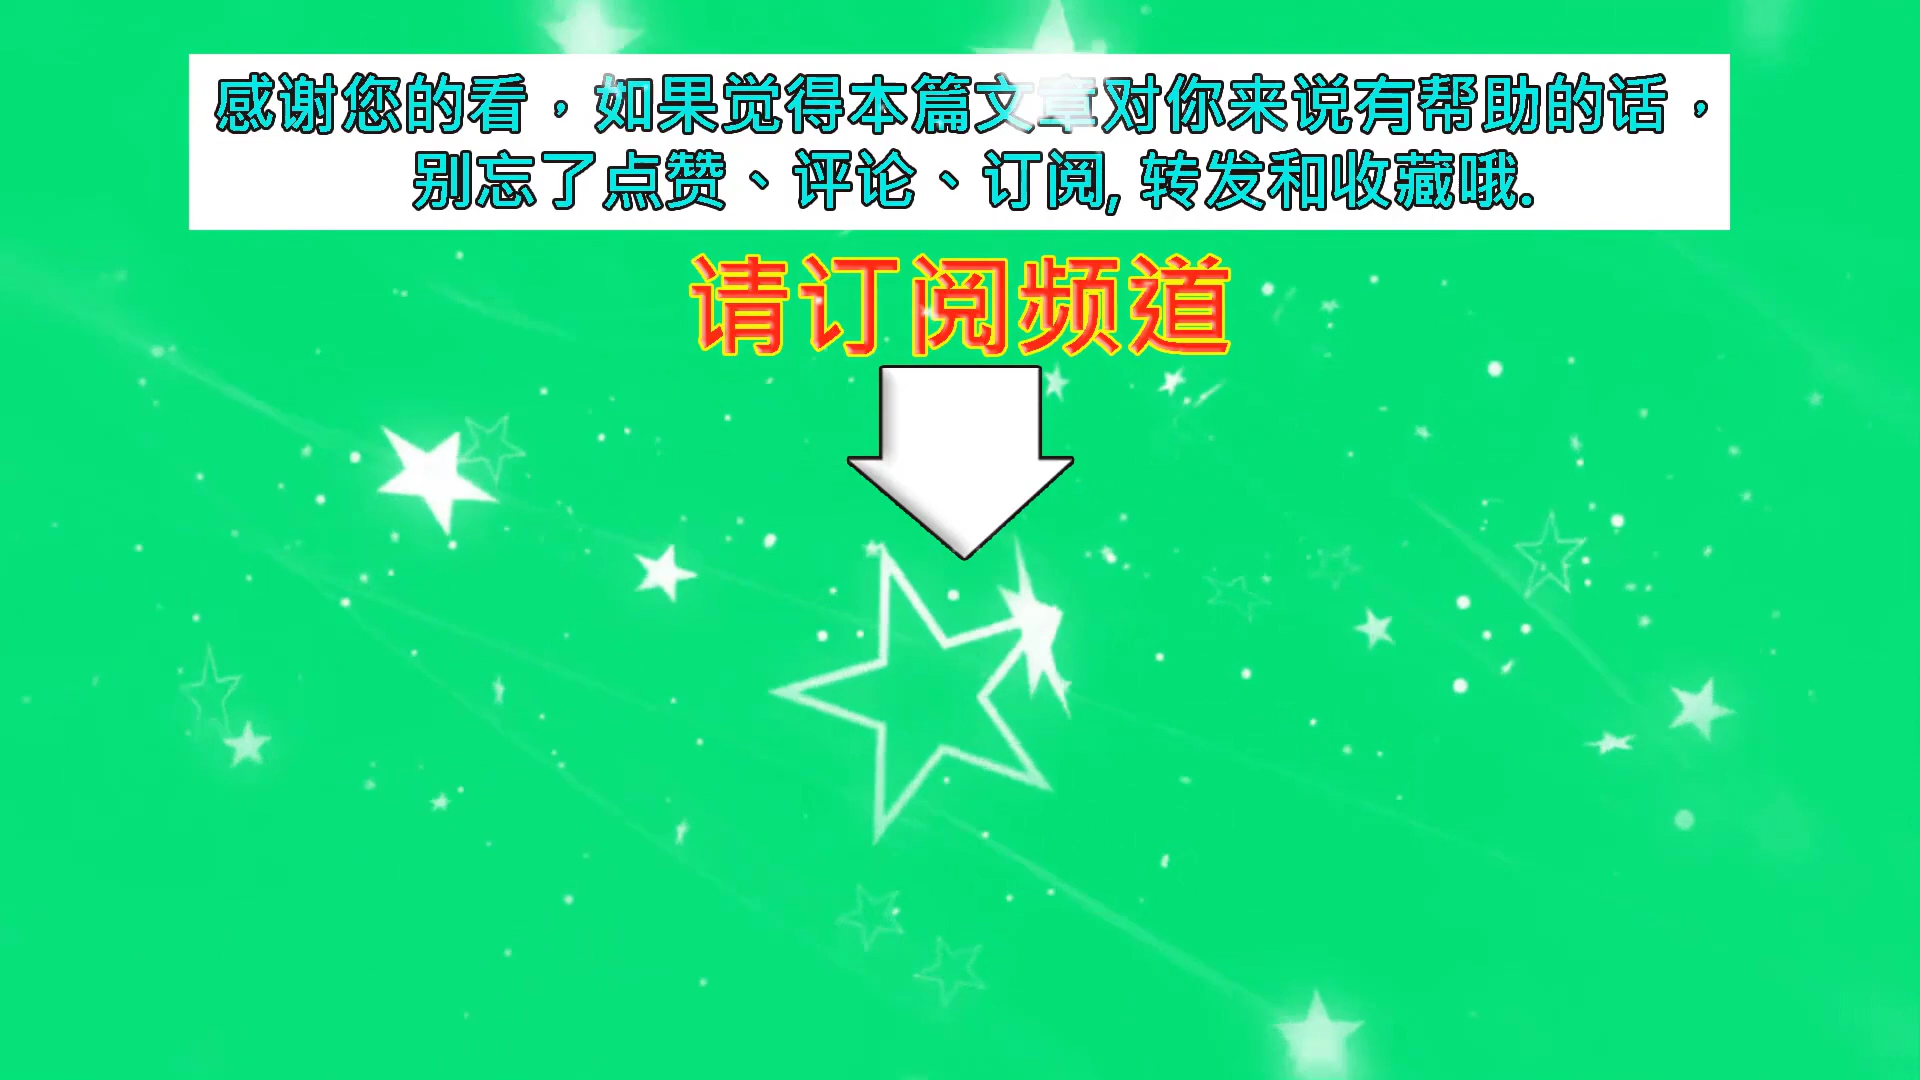 感谢您的看，如果觉得本篇文章对你来说有帮助的话，
别忘了点赞、评论、订阅, 转发和收藏哦.
请订阅频道